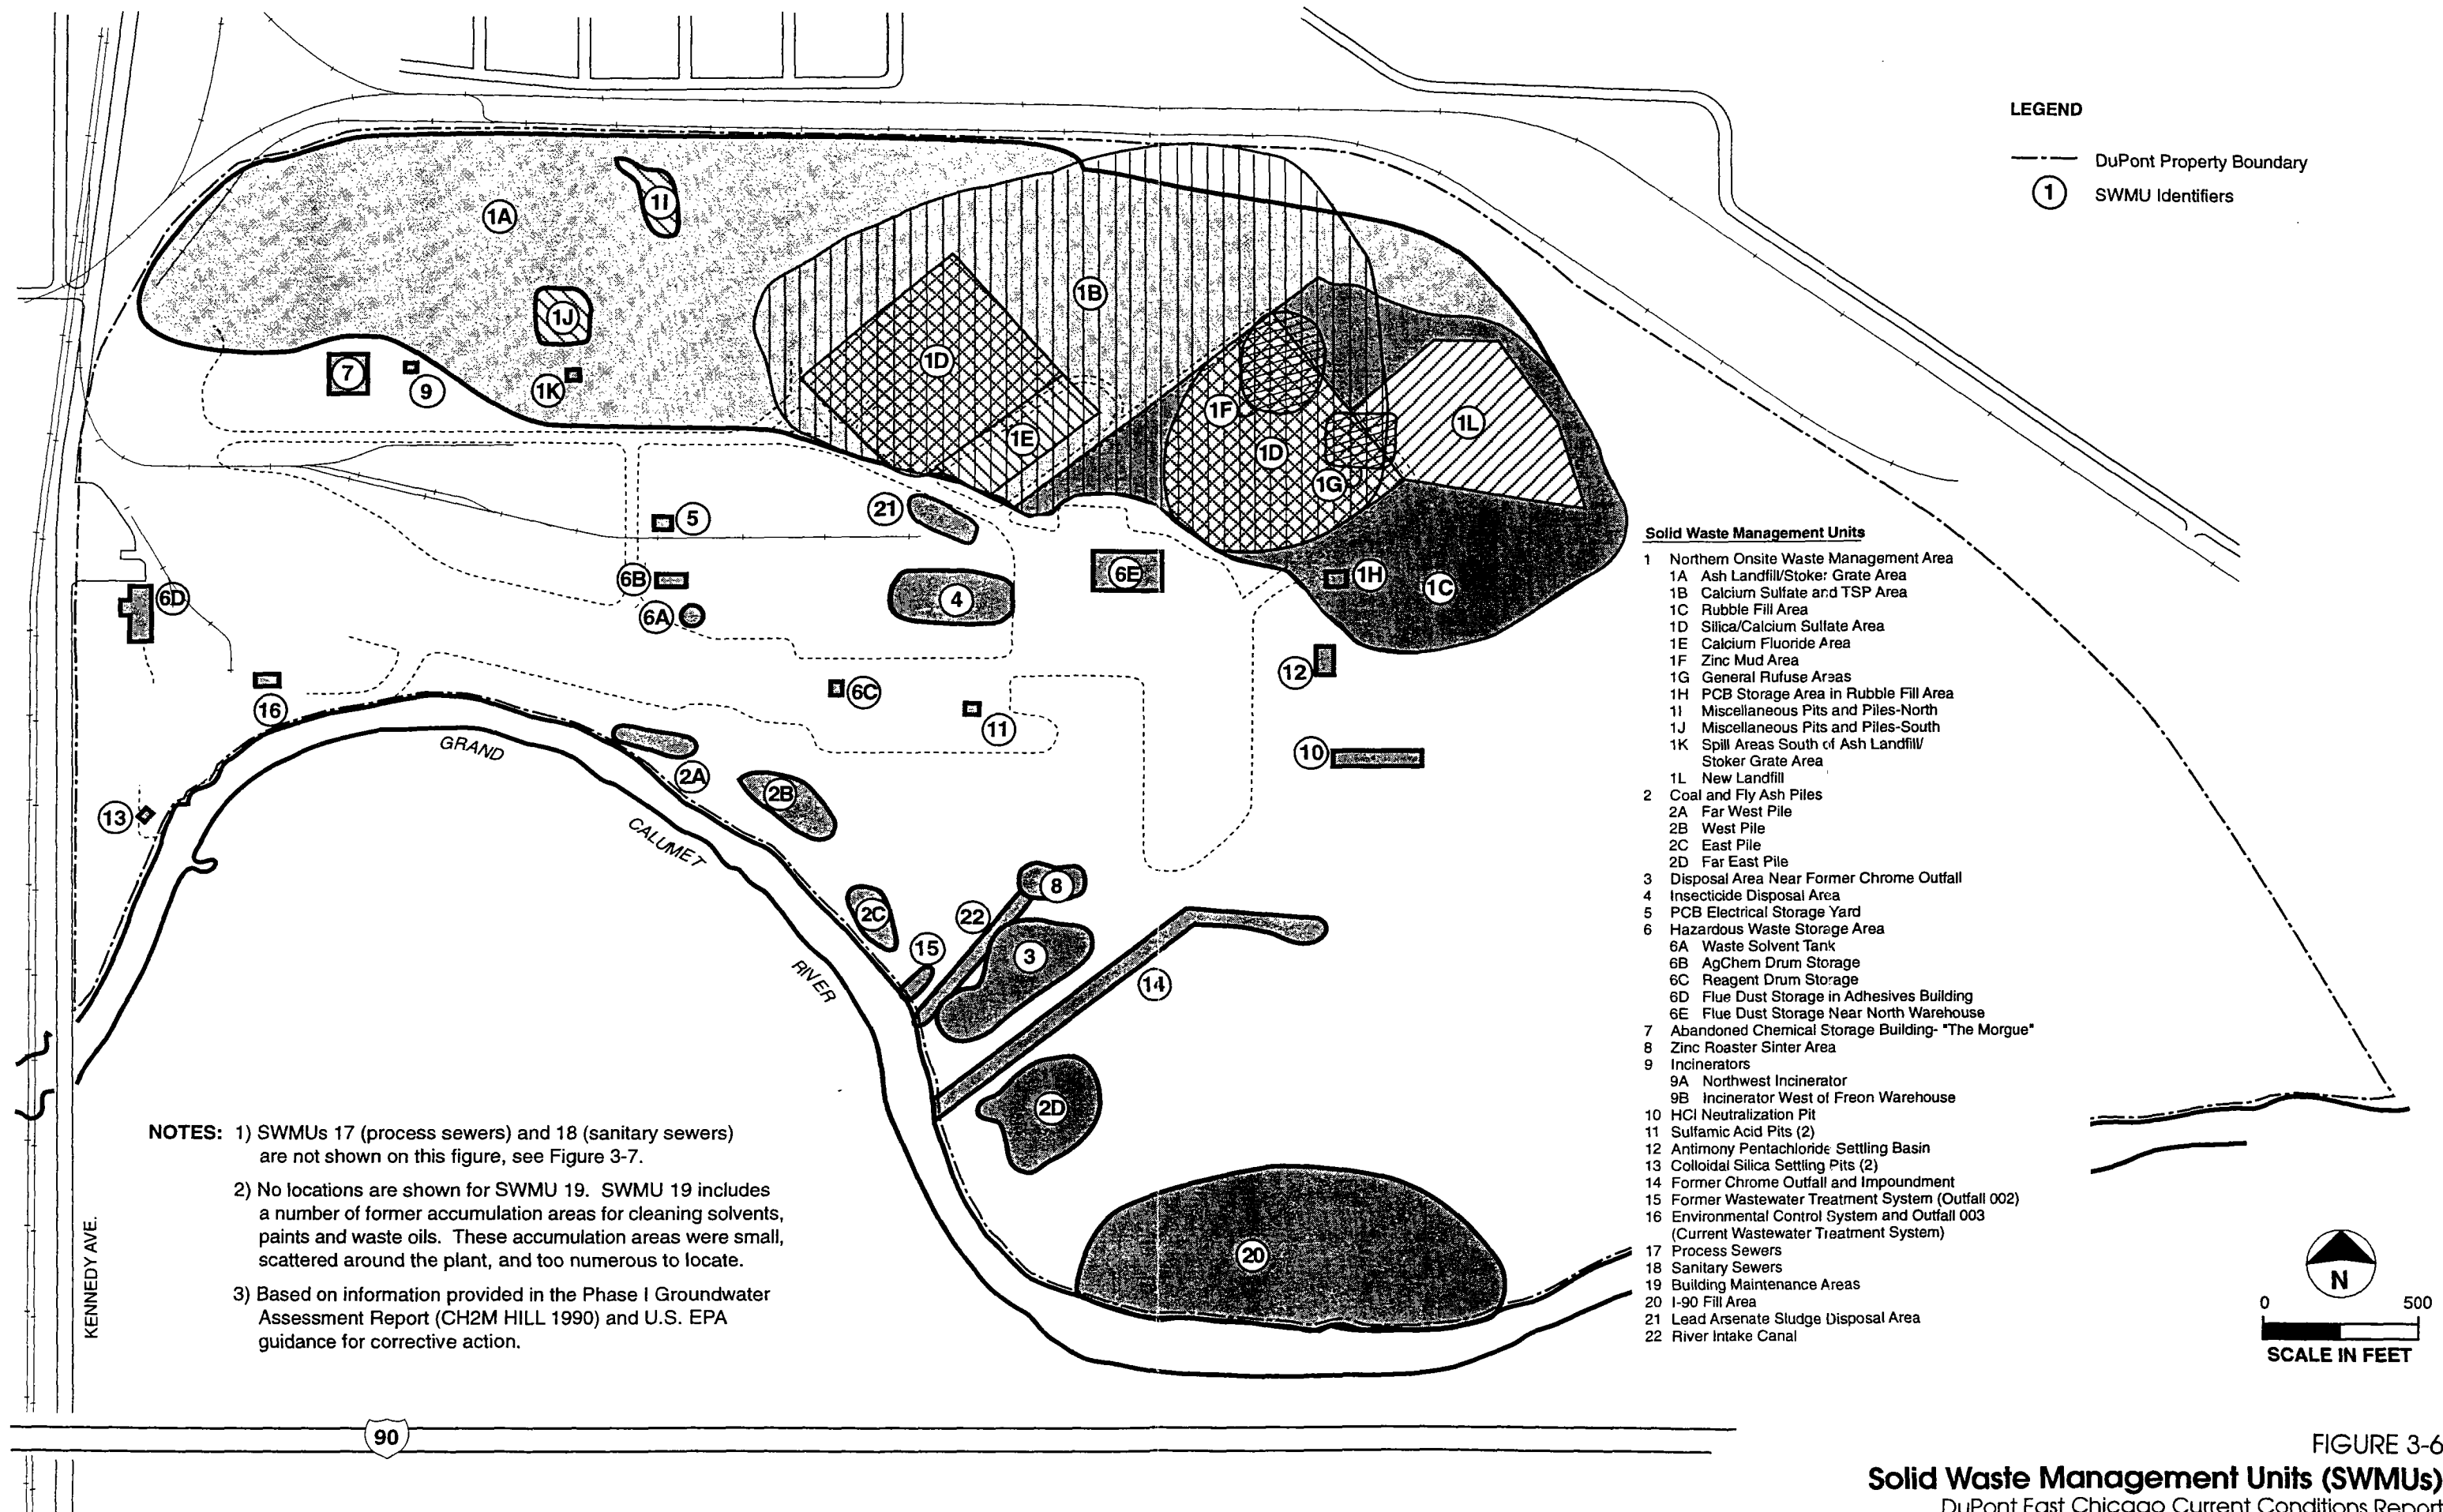 LEGEND
DuPont Property Boundary
1 SWMU Identifiers
1A
1I
1J
1K
7
9
1B
1D
1E
1F
1D
1G
1L
1H
1C
21
5
6B
6A
4
6E
6D
16
6C
11
12
10
13
2A
2B
2C
8
22
15
3
14
2D
20
GRAND
CALUMET
RIVER
KENNEDY AVE.
90
Solid Waste Management Units
1 Northern Onsite Waste Management Area
1A Ash Landfill/Stoker Grate Area
1B Calcium Sulfate and TSP Area
1C Rubble Fill Area
1D Silica/Calcium Sulfate Area
1E Calcium Fluoride Area
1F Zinc Mud Area
1G General Rufuse Areas
1H PCB Storage Area in Rubble Fill Area
1I Miscellaneous Pits and Piles-North
1J Miscellaneous Pits and Piles-South
1K Spill Areas South of Ash Landfill/
Stoker Grate Area
1L New Landfill
2 Coal and Fly Ash Piles
2A Far West Pile
2B West Pile
2C East Pile
2D Far East Pile
3 Disposal Area Near Former Chrome Outfall
4 Insecticide Disposal Area
5 PCB Electrical Storage Yard
6 Hazardous Waste Storage Area
6A Waste Solvent Tank
6B AgChem Drum Storage
6C Reagent Drum Storage
6D Flue Dust Storage in Adhesives Building
6E Flue Dust Storage Near North Warehouse
7 Abandoned Chemical Storage Building- "The Morgue"
8 Zinc Roaster Sinter Area
9 Incinerators
9A Northwest Incinerator
9B Incinerator West of Freon Warehouse
10 HCl Neutralization Pit
11 Sulfamic Acid Pits (2)
12 Antimony Pentachloride Settling Basin
13 Colloidal Silica Settling Pits (2)
14 Former Chrome Outfall and Impoundment
15 Former Wastewater Treatment System (Outfall 002)
16 Environmental Control System and Outfall 003
(Current Wastewater Treatment System)
17 Process Sewers
18 Sanitary Sewers
19 Building Maintenance Areas
20 I-90 Fill Area
21 Lead Arsenate Sludge Disposal Area
22 River Intake Canal
NOTES: 1) SWMUs 17 (process sewers) and 18 (sanitary sewers)
are not shown on this figure, see Figure 3-7.
2) No locations are shown for SWMU 19. SWMU 19 includes
a number of former accumulation areas for cleaning solvents,
paints and waste oils. These accumulation areas were small,
scattered around the plant, and too numerous to locate.
3) Based on information provided in the Phase I Groundwater
Assessment Report (CH2M HILL 1990) and U.S. EPA
guidance for corrective action.
N
0 500
SCALE IN FEET
FIGURE 3-6
Solid Waste Management Units (SWMUs)
DuPont East Chicago Current Conditions Report